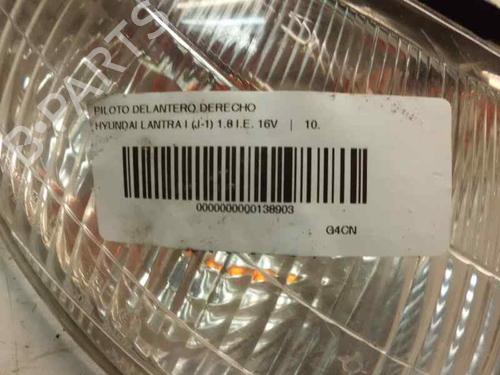 B-PARTS
PILOTO DELANTERO DERECHO
HYUNDAI LANTRA I (J-1) 1.8 I.E. 16V | 10.
0000000000138903
G4CN